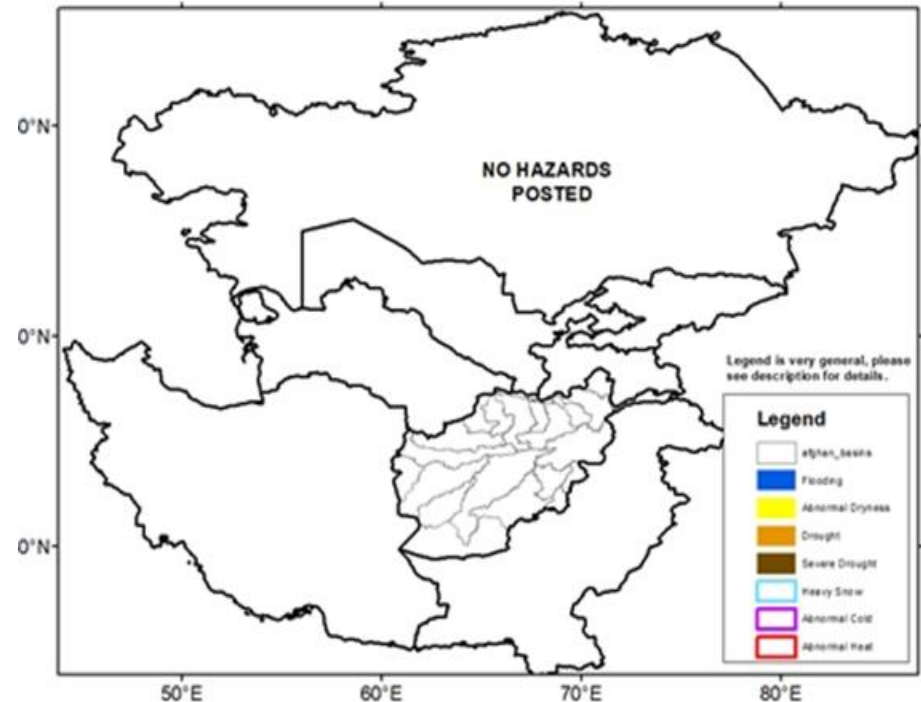 0°N
NO HAZARDS
POSTED
0°N
Legend is very general, please
see description for details.
Legend
afghan_basins
Flooding
Abnormal Dryness
Drought
0°N
Severe Drought
Heavy Snow
Abnormal Cold
Abnormal Heat
50°E 60°E 70°E 80°E